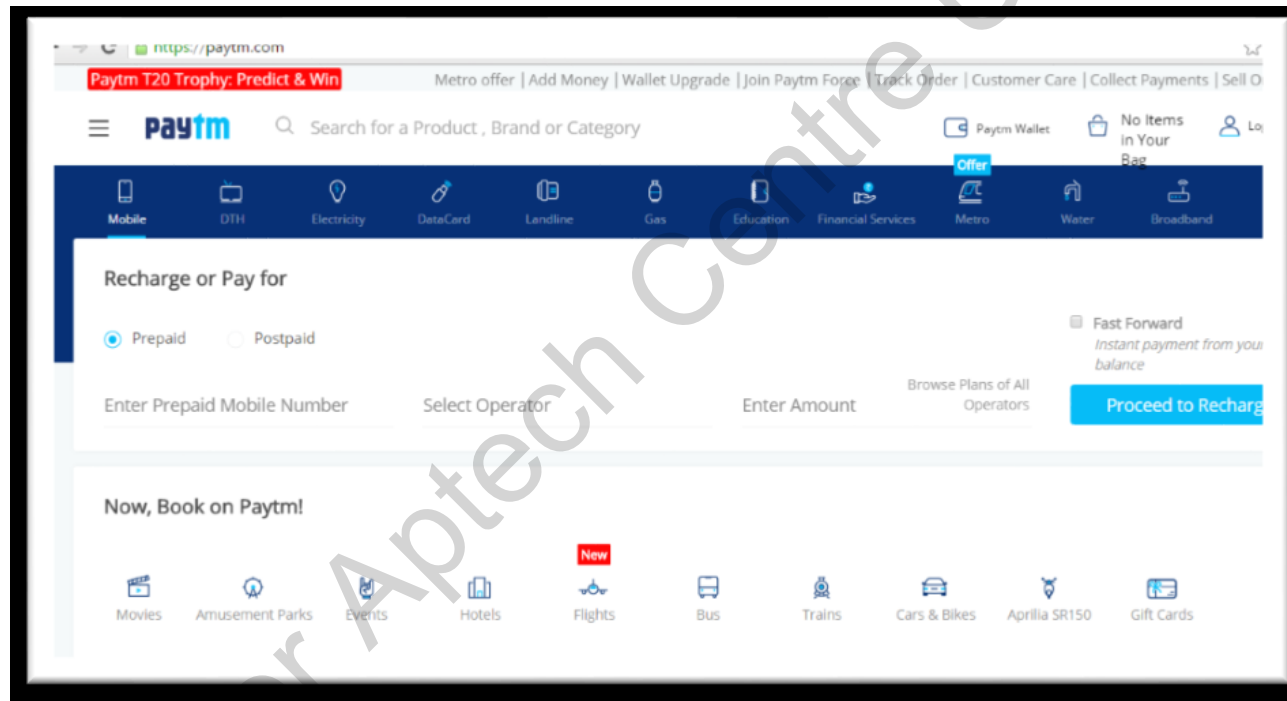 https://paytm.com
Paytm T20 Trophy: Predict & Win Metro offer | Add Money | Wallet Upgrade | Join Paytm Force | Track Order | Customer Care | Collect Payments | Sell O
paytm Search for a Product , Brand or Category Paytm Wallet No Items in Your Bag
Offer
Mobile DTH Electricity DataCard Landline Gas Education Financial Services Metro Water Broadband
Recharge or Pay for
Prepaid Postpaid
Fast Forward
Instant payment from your
balance
Enter Prepaid Mobile Number Select Operator Enter Amount Browse Plans of All Operators Proceed to Recharg
Now, Book on Paytm!
New
Movies Amusement Parks Events Hotels Flights Bus Trains Cars & Bikes Aprilia SR150 Gift Cards
or Aptech Centre